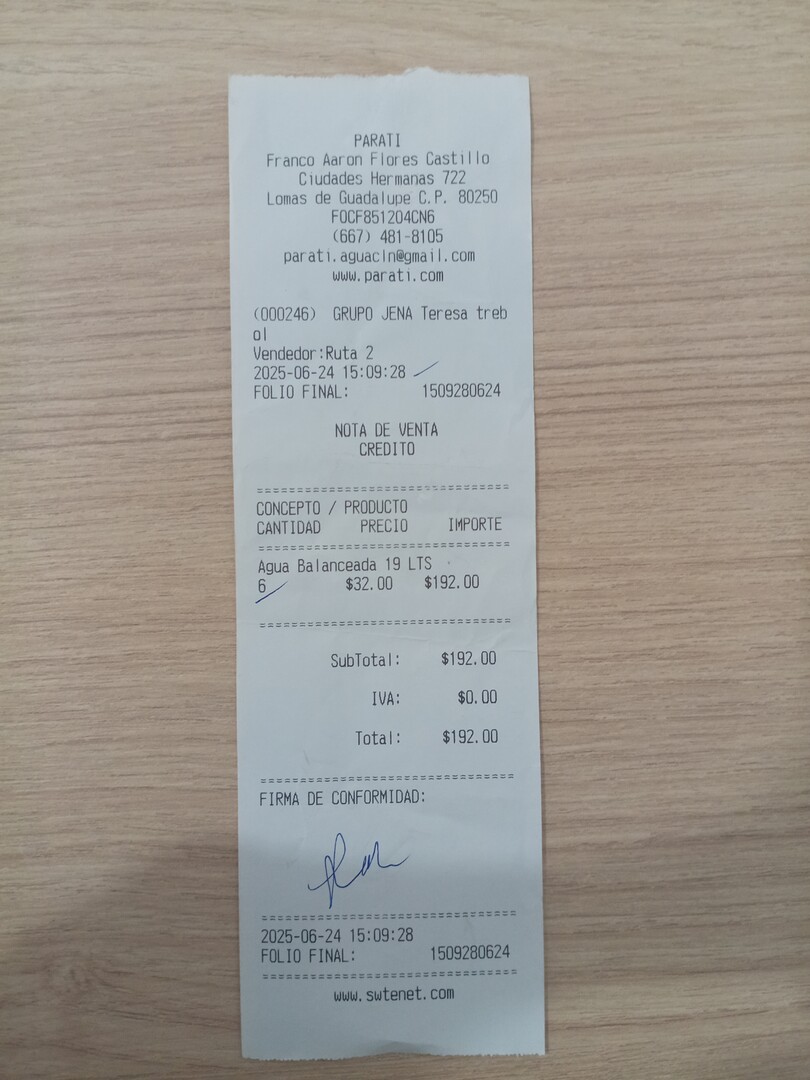 PARATI
Franco Aaron Flores Castillo
Ciudades Hermanas 722
Lomas de Guadalupe C.P. 80250
FOCF851204CN6
(667) 481-8105
parati.aguacln@gmail.com
www.parati.com
(000246) GRUPO JENA Teresa treb
ol
Vendedor:Ruta 2
2025-06-24 15:09:28
FOLIO FINAL: 1509280624
NOTA DE VENTA
CREDITO
================================
CONCEPTO / PRODUCTO
CANTIDAD PRECIO IMPORTE
================================
Agua Balanceada 19 LTS
6 $32.00 $192.00
================================
SubTotal: $192.00
IVA: $0.00
Total: $192.00
================================
FIRMA DE CONFORMIDAD:
================================
2025-06-24 15:09:28
FOLIO FINAL: 1509280624
================================
www.swtenet.com